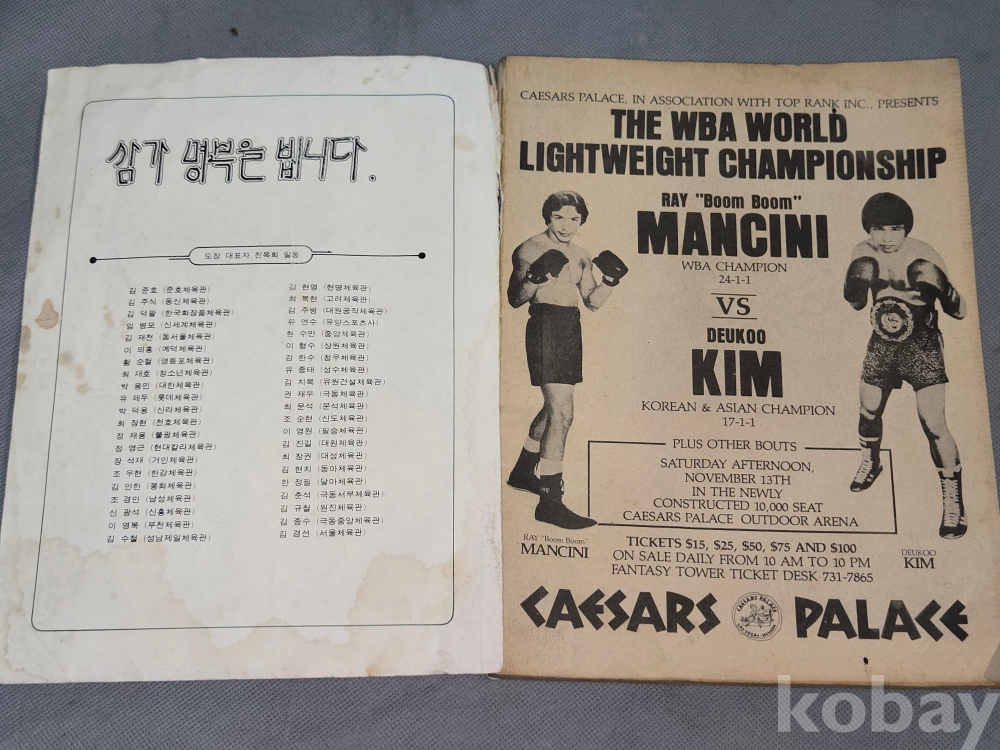 삼가 명복을 빕니다.
도장 대표자 친목회 일동
김 준호 (준호체육관)
김 주식 (동신체육관)
김 덕팔 (한국화장품체육관)
임 병모 (신세계체육관)
김 재천 (동서울체육관)
이 의홍 (예덕체육관)
황 순철 (영등포체육관)
최 재호 (청소년체육관)
박 용민 (대한체육관)
유 제두 (롯데체육관)
박 덕용 (신라체육관)
최 장현 (천호체육관)
정 재용 (불광체육관)
정 영근 (현대칼라체육관)
장 석재 (거인체육관)
조 우현 (한강체육관)
김 인한 (봉화체육관)
조 경인 (남성체육관)
신 광석 (신흥체육관)
이 영복 (부천체육관)
김 수철 (성남제일체육관)
김 현영 (현명체육관)
최 복현 (고려체육관)
김 주병 (대원공작체육관)
유 연수 (유양스포츠사)
천 수만 (중앙체육관)
이 형수 (상원체육관)
강 한수 (청우체육관)
유 종태 (성수체육관)
김 치복 (유원건설체육관)
권 재우 (극동체육관)
최 문석 (문석체육관)
조 순현 (신도체육관)
이 영원 (필승체육관)
김 진길 (대원체육관)
최 창권 (대성체육관)
김 현치 (동아체육관)
한 정필 (달마체육관)
김 춘석 (극동서부체육관)
김 규철 (원진체육관)
김 종수 (극동중앙체육관)
김 경선 (서울체육관)
CAESARS PALACE, IN ASSOCIATION WITH TOP RANK INC., PRESENTS
THE WBA WORLD
LIGHTWEIGHT CHAMPIONSHIP
RAY "Boom Boom"
MANCINI
WBA CHAMPION
24-1-1
VS
DEUKOO
KIM
KOREAN & ASIAN CHAMPION
17-1-1
PLUS OTHER BOUTS
SATURDAY AFTERNOON,
NOVEMBER 13TH
IN THE NEWLY
CONSTRUCTED 10,000 SEAT
CAESARS PALACE OUTDOOR ARENA
RAY "Boom Boom"
MANCINI
DEUKOO
KIM
TICKETS $15, $25, $50, $75 AND $100
ON SALE DAILY FROM 10 AM TO 10 PM
FANTASY TOWER TICKET DESK 731-7865
CAESARS PALACE
CAESARS PALACE
LAS VEGAS • NEVADA
kobay